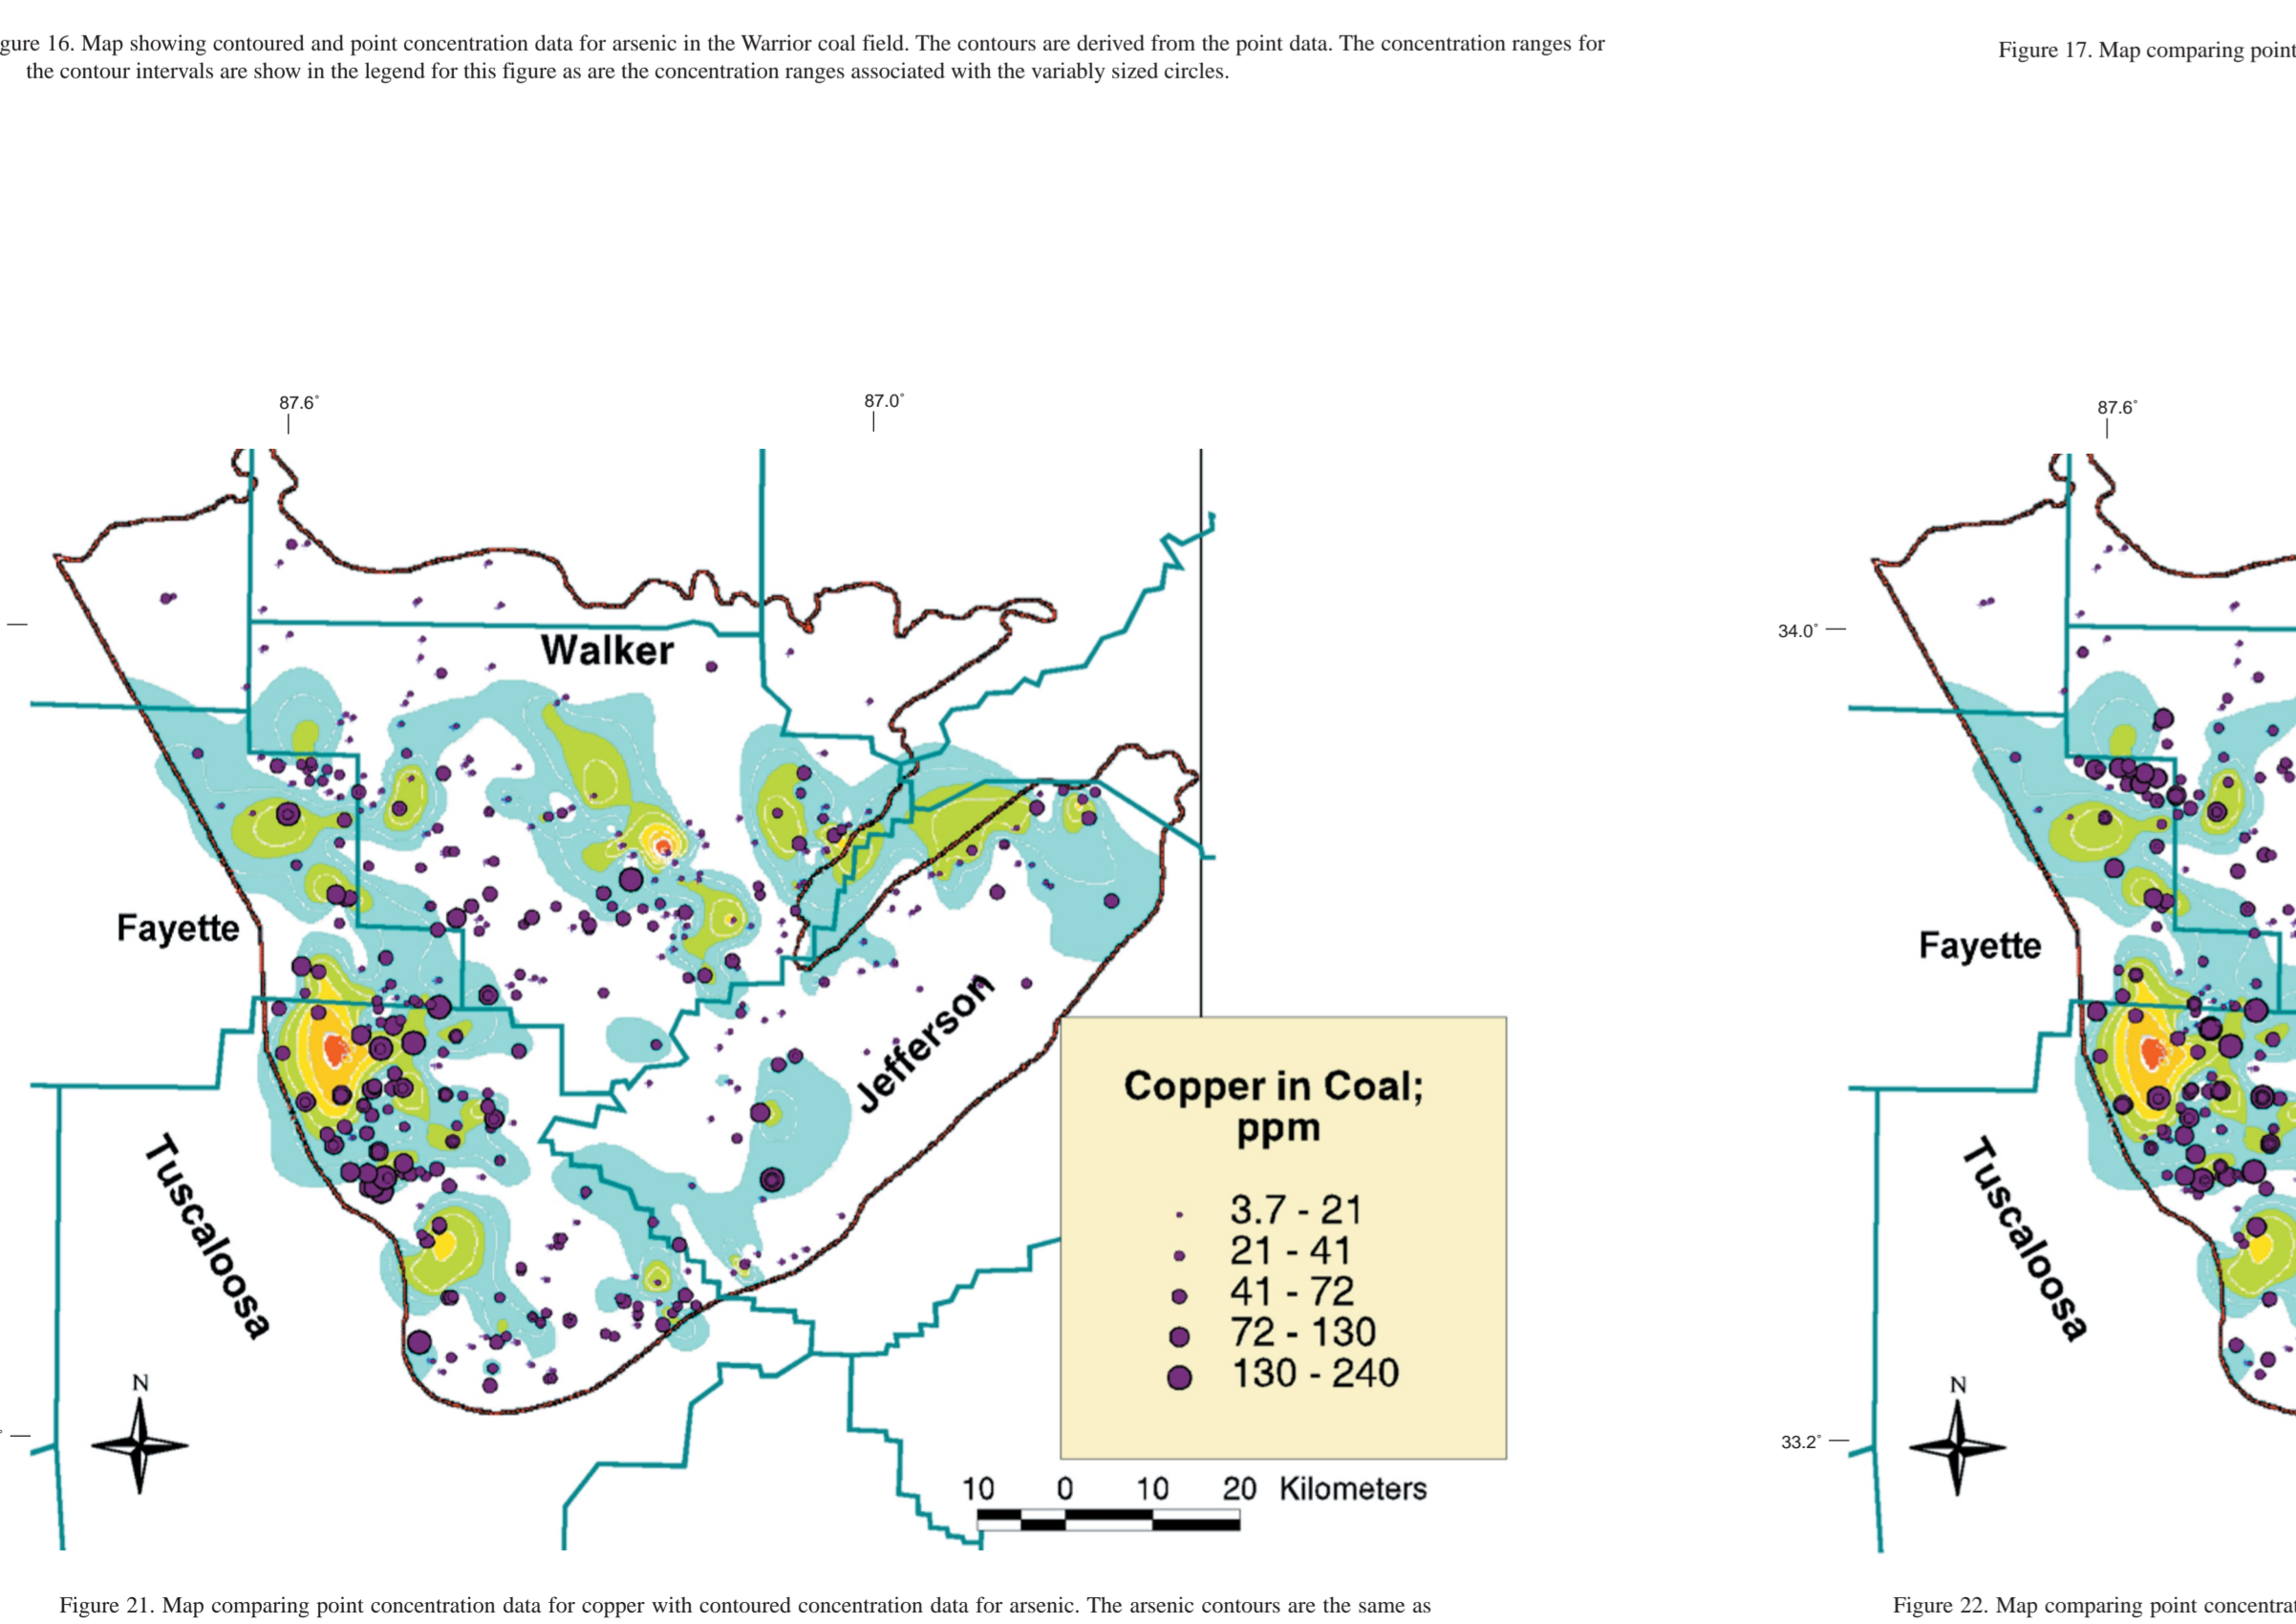 gure 16. Map showing contoured and point concentration data for arsenic in the Warrior coal field. The contours are derived from the point data. The concentration ranges for
the contour intervals are show in the legend for this figure as are the concentration ranges associated with the variably sized circles.
Figure 17. Map comparing point
87.6°
87.0°
Walker
Fayette
Jefferson
Tuscaloosa
Copper in Coal;
ppm
3.7 - 21
21 - 41
41 - 72
72 - 130
130 - 240
N
10 0 10 20 Kilometers
Figure 21. Map comparing point concentration data for copper with contoured concentration data for arsenic. The arsenic contours are the same as
87.6°
34.0°
Fayette
Tuscaloosa
N
33.2°
Figure 22. Map comparing point concentrat